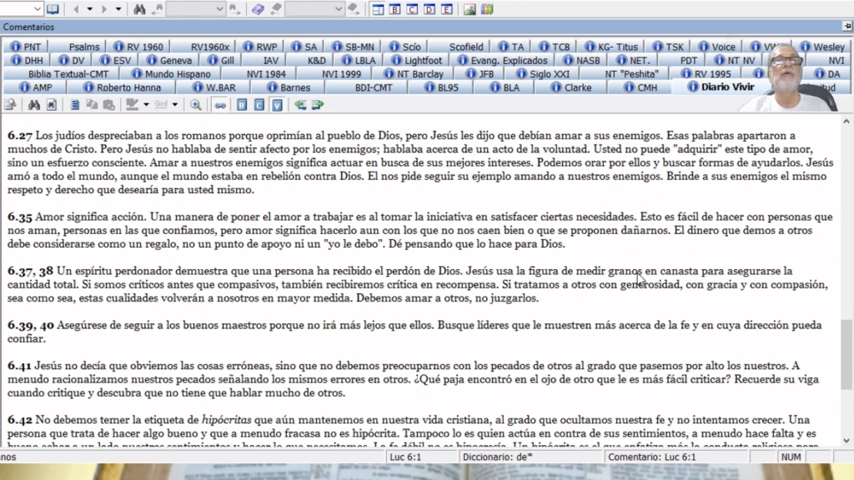 B C D E
Comentarios
PNT Psalms RV 1960 RV1960x RWP SA SB-MN Scío Scofield TA TCB KG- Titus TSK Voice Wesley
DHH DV ESV Geneva Gill IAV K&D LBLA Lightfoot Evang. Explicados NASB NET. PDT NT NV NVI
Biblia Textual-CMT Mundo Hispano NVI 1984 NVI 1999 NT Barclay JFB Siglo XXI NT "Peshita" RV 1995 DA
AMP Roberto Hanna W.BAR Barnes BDI-CMT BL95 BLA Clarke CMH Diario Vivir
6.27 Los judíos despreciaban a los romanos porque oprimían al pueblo de Dios, pero Jesús les dijo que debían amar a sus enemigos. Esas palabras apartaron a
muchos de Cristo. Pero Jesús no hablaba de sentir afecto por los enemigos; hablaba acerca de un acto de la voluntad. Usted no puede "adquirir" este tipo de amor,
sino un esfuerzo consciente. Amar a nuestros enemigos significa actuar en busca de sus mejores intereses. Podemos orar por ellos y buscar formas de ayudarlos. Jesús
amó a todo el mundo, aunque el mundo estaba en rebelión contra Dios. El nos pide seguir su ejemplo amando a nuestros enemigos. Brinde a sus enemigos el mismo
respeto y derecho que desearía para usted mismo.
6.35 Amor significa acción. Una manera de poner el amor a trabajar es al tomar la iniciativa en satisfacer ciertas necesidades. Esto es fácil de hacer con personas que
nos aman, personas en las que confiamos, pero amor significa hacerlo aun con los que no nos caen bien o que se proponen dañarnos. El dinero que demos a otros
debe considerarse como un regalo, no un punto de apoyo ni un "yo le debo". Dé pensando que lo hace para Dios.
6.37, 38 Un espíritu perdonador demuestra que una persona ha recibido el perdón de Dios. Jesús usa la figura de medir granos en canasta para asegurarse la
cantidad total. Si somos críticos antes que compasivos, también recibiremos crítica en recompensa. Si tratamos a otros con generosidad, con gracia y con compasión,
sea como sea, estas cualidades volverán a nosotros en mayor medida. Debemos amar a otros, no juzgarlos.
6.39, 40 Asegúrese de seguir a los buenos maestros porque no irá más lejos que ellos. Busque líderes que le muestren más acerca de la fe y en cuya dirección pueda
confiar.
6.41 Jesús no decía que obviemos las cosas erróneas, sino que no debemos preocuparnos con los pecados de otros al grado que pasemos por alto los nuestros. A
menudo racionalizamos nuestros pecados señalando los mismos errores en otros. ¿Qué paja encontró en el ojo de otro que le es más fácil criticar? Recuerde su viga
cuando critique y descubra que no tiene que hablar mucho de otros.
6.42 No debemos temer la etiqueta de hipócritas que aún mantenemos en nuestra vida cristiana, al grado que ocultamos nuestra fe y no intentamos crecer. Una
persona que trata de hacer algo bueno y que a menudo fracasa no es hipócrita. Tampoco lo es quien actúa en contra de sus sentimientos, a menudo hace falta y es
Luc 6:1 Diccionario: de* Comentario: Luc 6:1 NUM